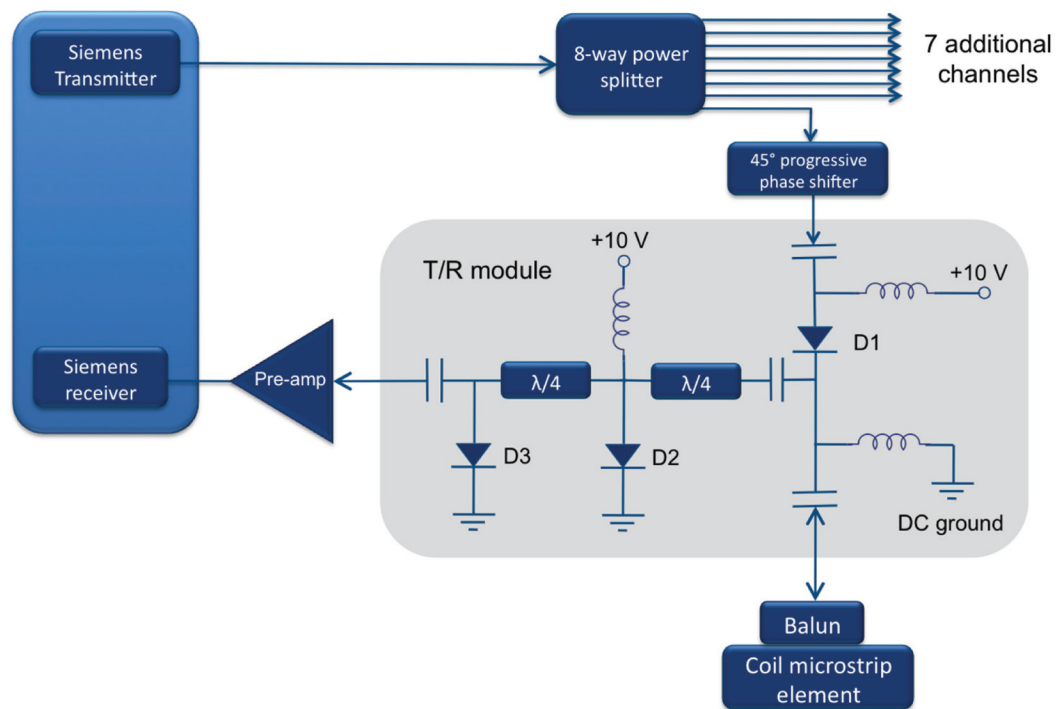 Siemens
Transmitter
8-way power
splitter
7 additional
channels
45° progressive
phase shifter
T/R module
+10 V
+10 V
D1
Siemens
receiver
Pre-amp
λ/4
λ/4
D3
D2
DC ground
Balun
Coil microstrip
element